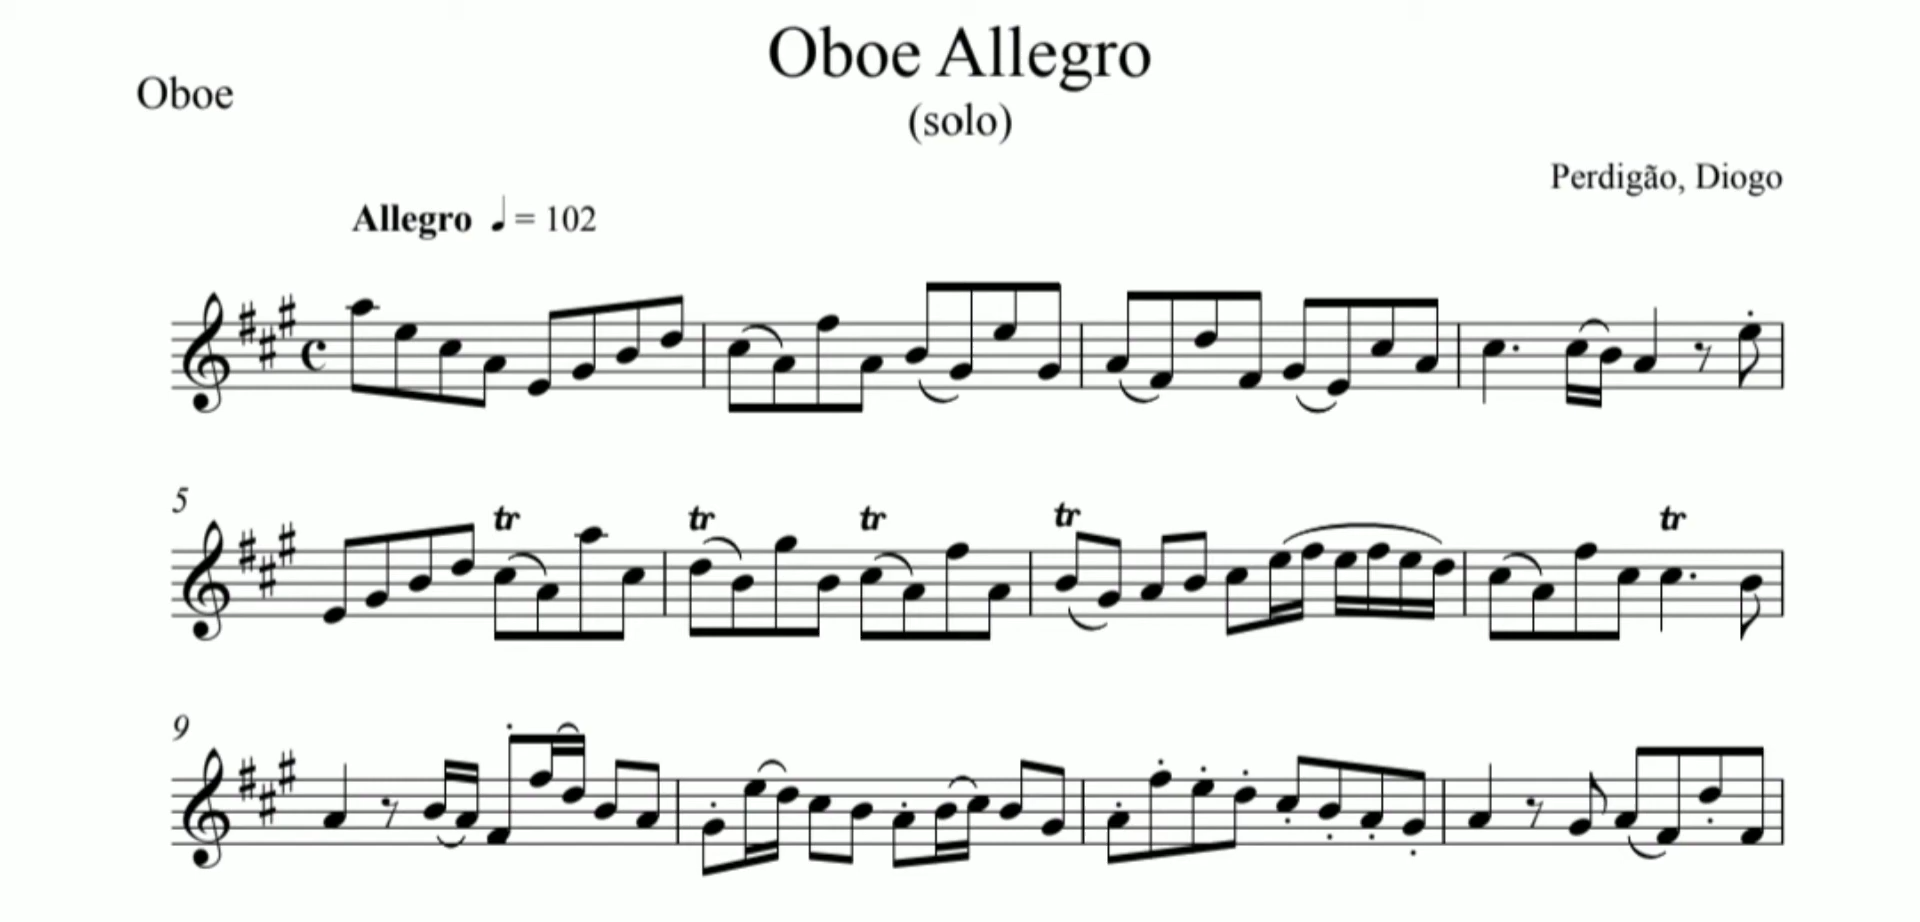 Oboe Allegro
Oboe
(solo)
Perdigão, Diogo
Allegro ♩ = 102
5
tr tr tr tr tr
9